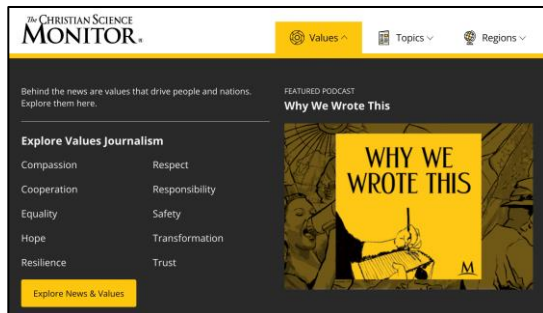 The CHRISTIAN SCIENCE
MONITOR®
Values
Topics
Regions
Behind the news are values that drive people and nations.
Explore them here.
Explore Values Journalism
Compassion
Respect
Cooperation
Responsibility
Equality
Safety
Hope
Transformation
Resilience
Trust
Explore News & Values
FEATURED PODCAST
Why We Wrote This
WHY WE
WROTE THIS
M